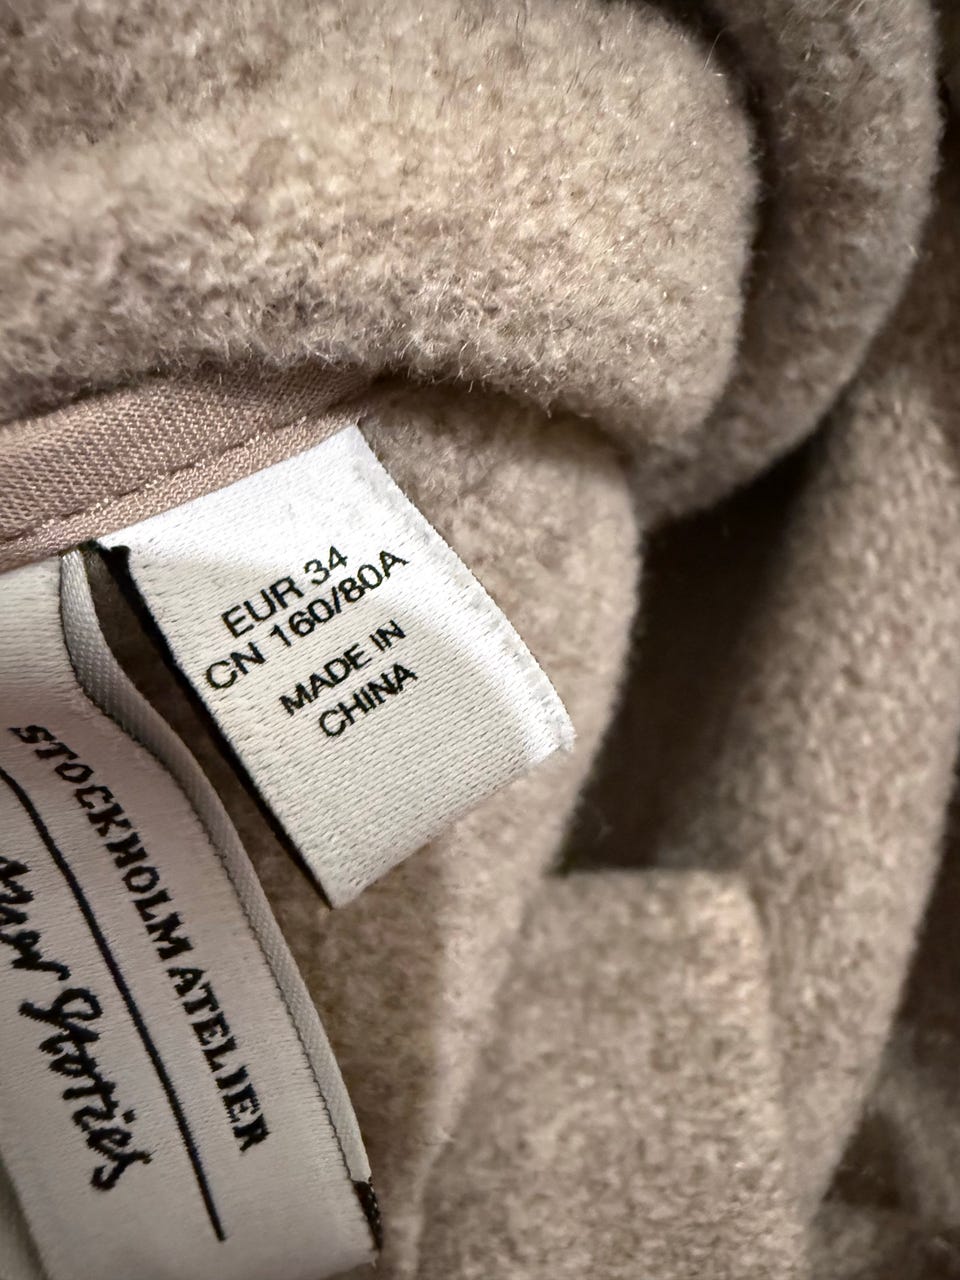 EUR 34
CN 160/80A
MADE IN
CHINA
STOCKHOLM ATELIER
Stories